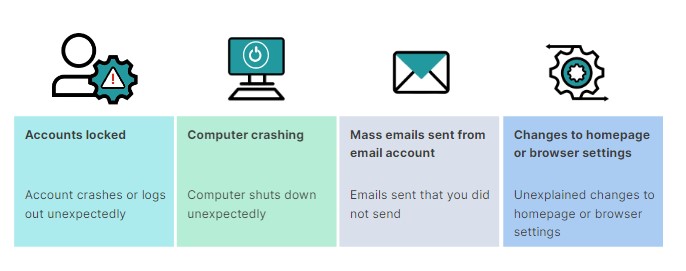 Accounts locked
Account crashes or logs
out unexpectedly
Computer crashing
Computer shuts down
unexpectedly
Mass emails sent from
email account
Emails sent that you did
not send
Changes to homepage
or browser settings
Unexplained changes to
homepage or browser
settings